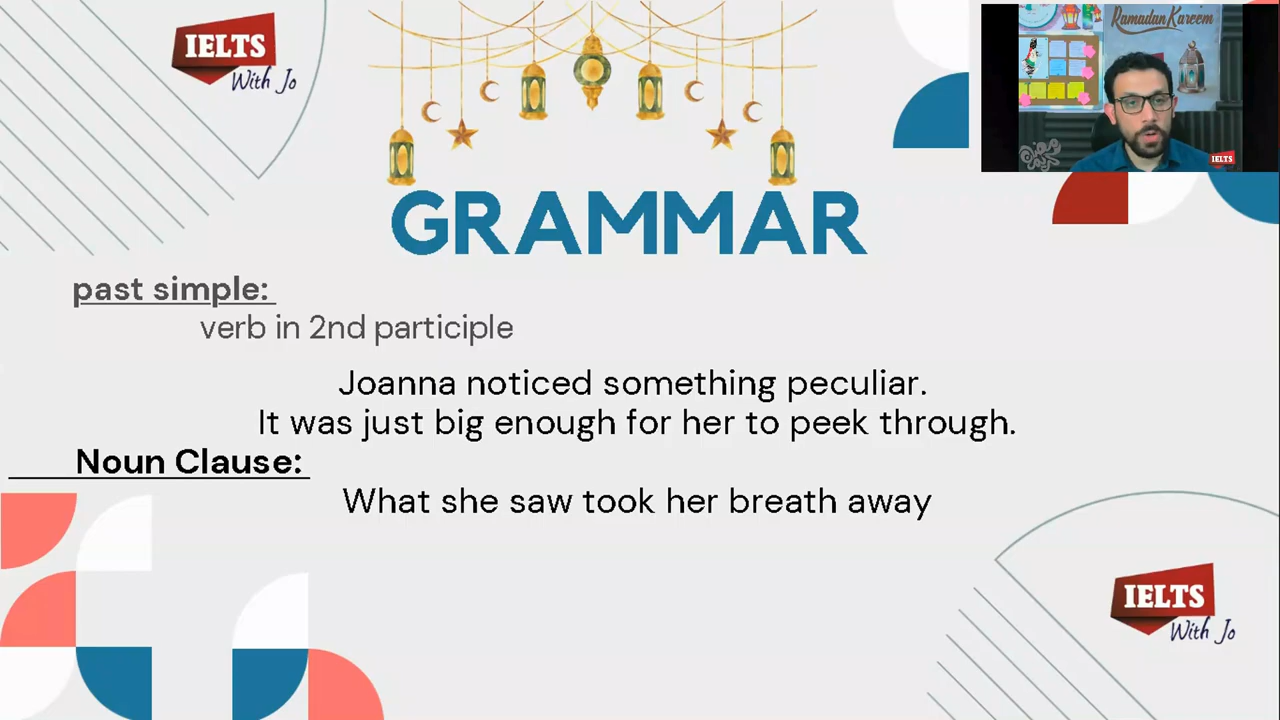 IELTS
With Jo
Ramadan Kareem
IELTS
GRAMMAR
past simple:
verb in 2nd participle
Joanna noticed something peculiar.
It was just big enough for her to peek through.
Noun Clause:
What she saw took her breath away
IELTS
With Jo